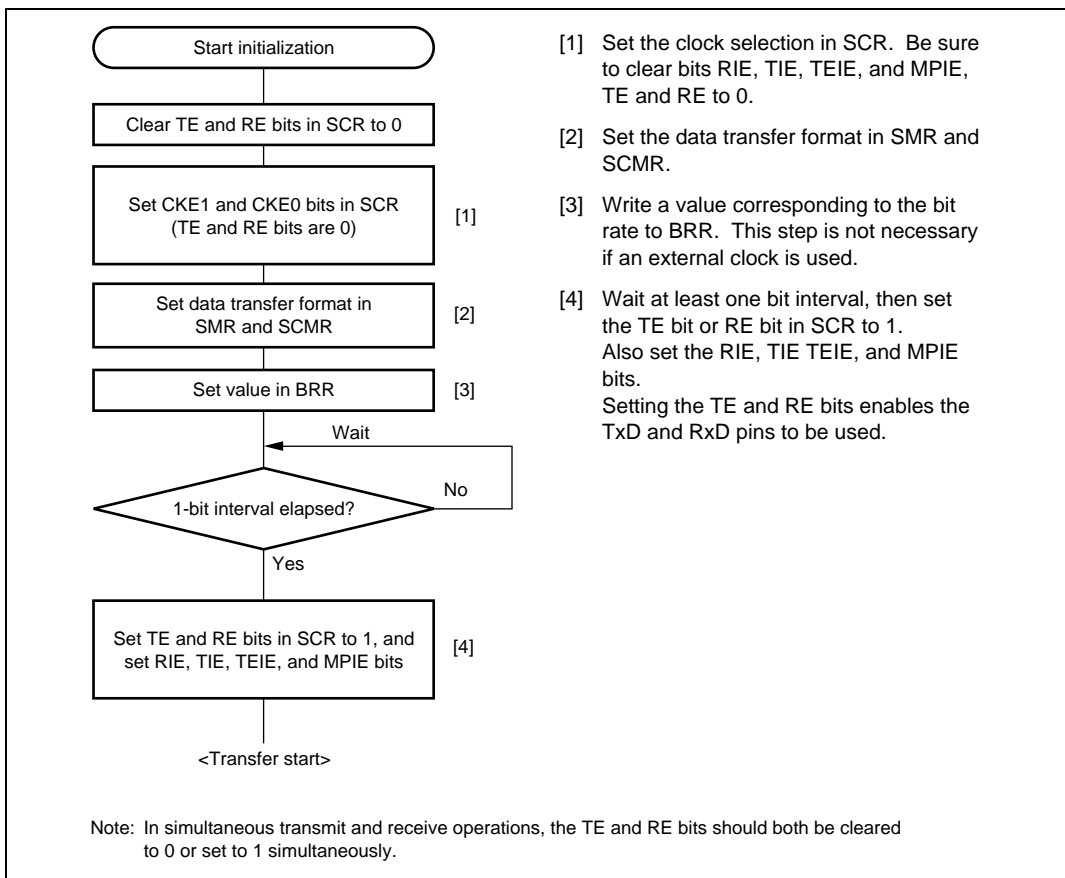 Start initialization
Clear TE and RE bits in SCR to 0
Set CKE1 and CKE0 bits in SCR
(TE and RE bits are 0)
[1]
Set data transfer format in
SMR and SCMR
[2]
Set value in BRR
[3]
Wait
No
1-bit interval elapsed?
Yes
Set TE and RE bits in SCR to 1, and
set RIE, TIE, TEIE, and MPIE bits
[4]
<Transfer start>
[1] Set the clock selection in SCR. Be sure
to clear bits RIE, TIE, TEIE, and MPIE,
TE and RE to 0.
[2] Set the data transfer format in SMR and
SCMR.
[3] Write a value corresponding to the bit
rate to BRR. This step is not necessary
if an external clock is used.
[4] Wait at least one bit interval, then set
the TE bit or RE bit in SCR to 1.
Also set the RIE, TIE TEIE, and MPIE
bits.
Setting the TE and RE bits enables the
TxD and RxD pins to be used.
Note: In simultaneous transmit and receive operations, the TE and RE bits should both be cleared
to 0 or set to 1 simultaneously.